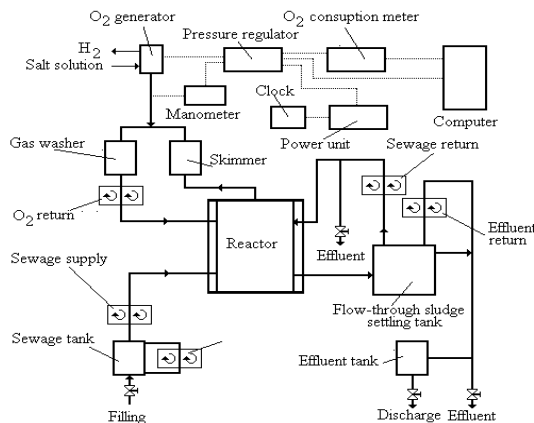 O2 generator
O2 consuption meter
Pressure regulator
H2
Salt solution
Manometer
Clock
Power unit
Computer
Gas washer
Skimmer
Sewage return
O2 return
Reactor
Effluent
Effluent
return
Sewage supply
Flow-through sludge
settling tank
Sewage tank
Effluent tank
Filling
Discharge
Effluent